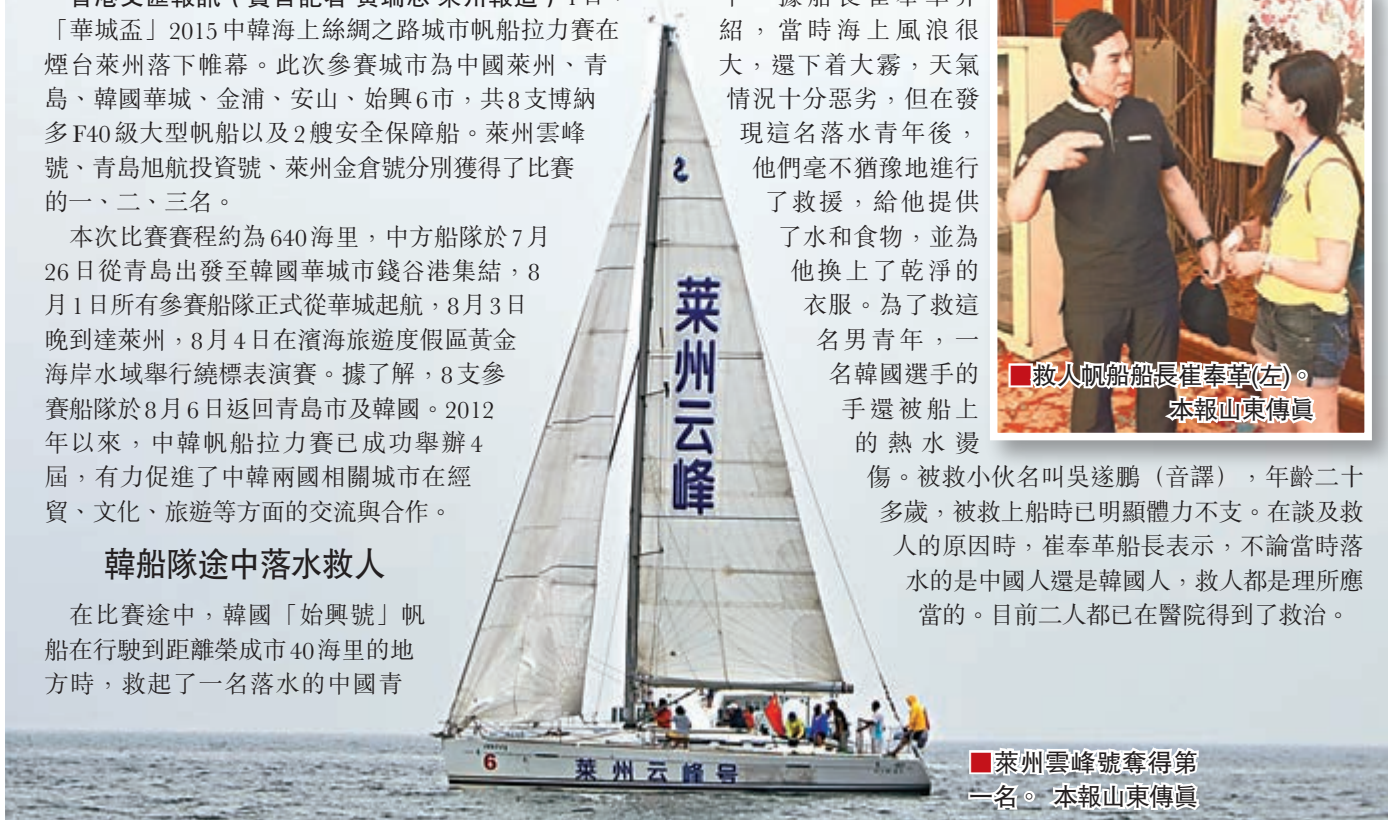 「華城盃」2015中韓海上絲綢之路城市帆船拉力賽在
煙台萊州落下帷幕。此次參賽城市為中國萊州、青
島、韓國華城、金浦、安山、始興6市，共8支博納
多F40級大型帆船以及2艘安全保障船。萊州雲峰
號、青島旭航投資號、萊州金倉號分別獲得了比賽
的一、二、三名。
本次比賽賽程約為640海里，中方船隊於7月
26日從青島出發至韓國華城市錢谷港集結，8
月1日所有參賽船隊正式從華城起航，8月3日
晚到達萊州，8月4日在濱海旅遊度假區黃金
海岸水域舉行繞標表演賽。據了解，8支參
賽船隊於8月6日返回青島市及韓國。2012
年以來，中韓帆船拉力賽已成功舉辦4
屆，有力促進了中韓兩國相關城市在經
貿、文化、旅遊等方面的交流與合作。
韓船隊途中落水救人
在比賽途中，韓國「始興號」帆
船在行駛到距離榮成市40海里的地
方時，救起了一名落水的中國青
據船長崔奉革介
紹，當時海上風浪很
大，還下着大霧，天氣
情況十分惡劣，但在發
現這名落水青年後，
他們毫不猶豫地進行
了救援，給他提供
了水和食物，並為
他換上了乾淨的
衣服。為了救這
名男青年，一
名韓國選手的
手還被船上
的熱水燙
傷。被救小伙名叫吳遂鵬（音譯），年齡二十
多歲，被救上船時已明顯體力不支。在談及救
人的原因時，崔奉革船長表示，不論當時落
水的是中國人還是韓國人，救人都是理所應
當的。目前二人都已在醫院得到了救治。
■救人帆船船長崔奉革(左)。
本報山東傳真
莱州云峰
6
莱州云峰号
■萊州雲峰號奪得第
一名。 本報山東傳真